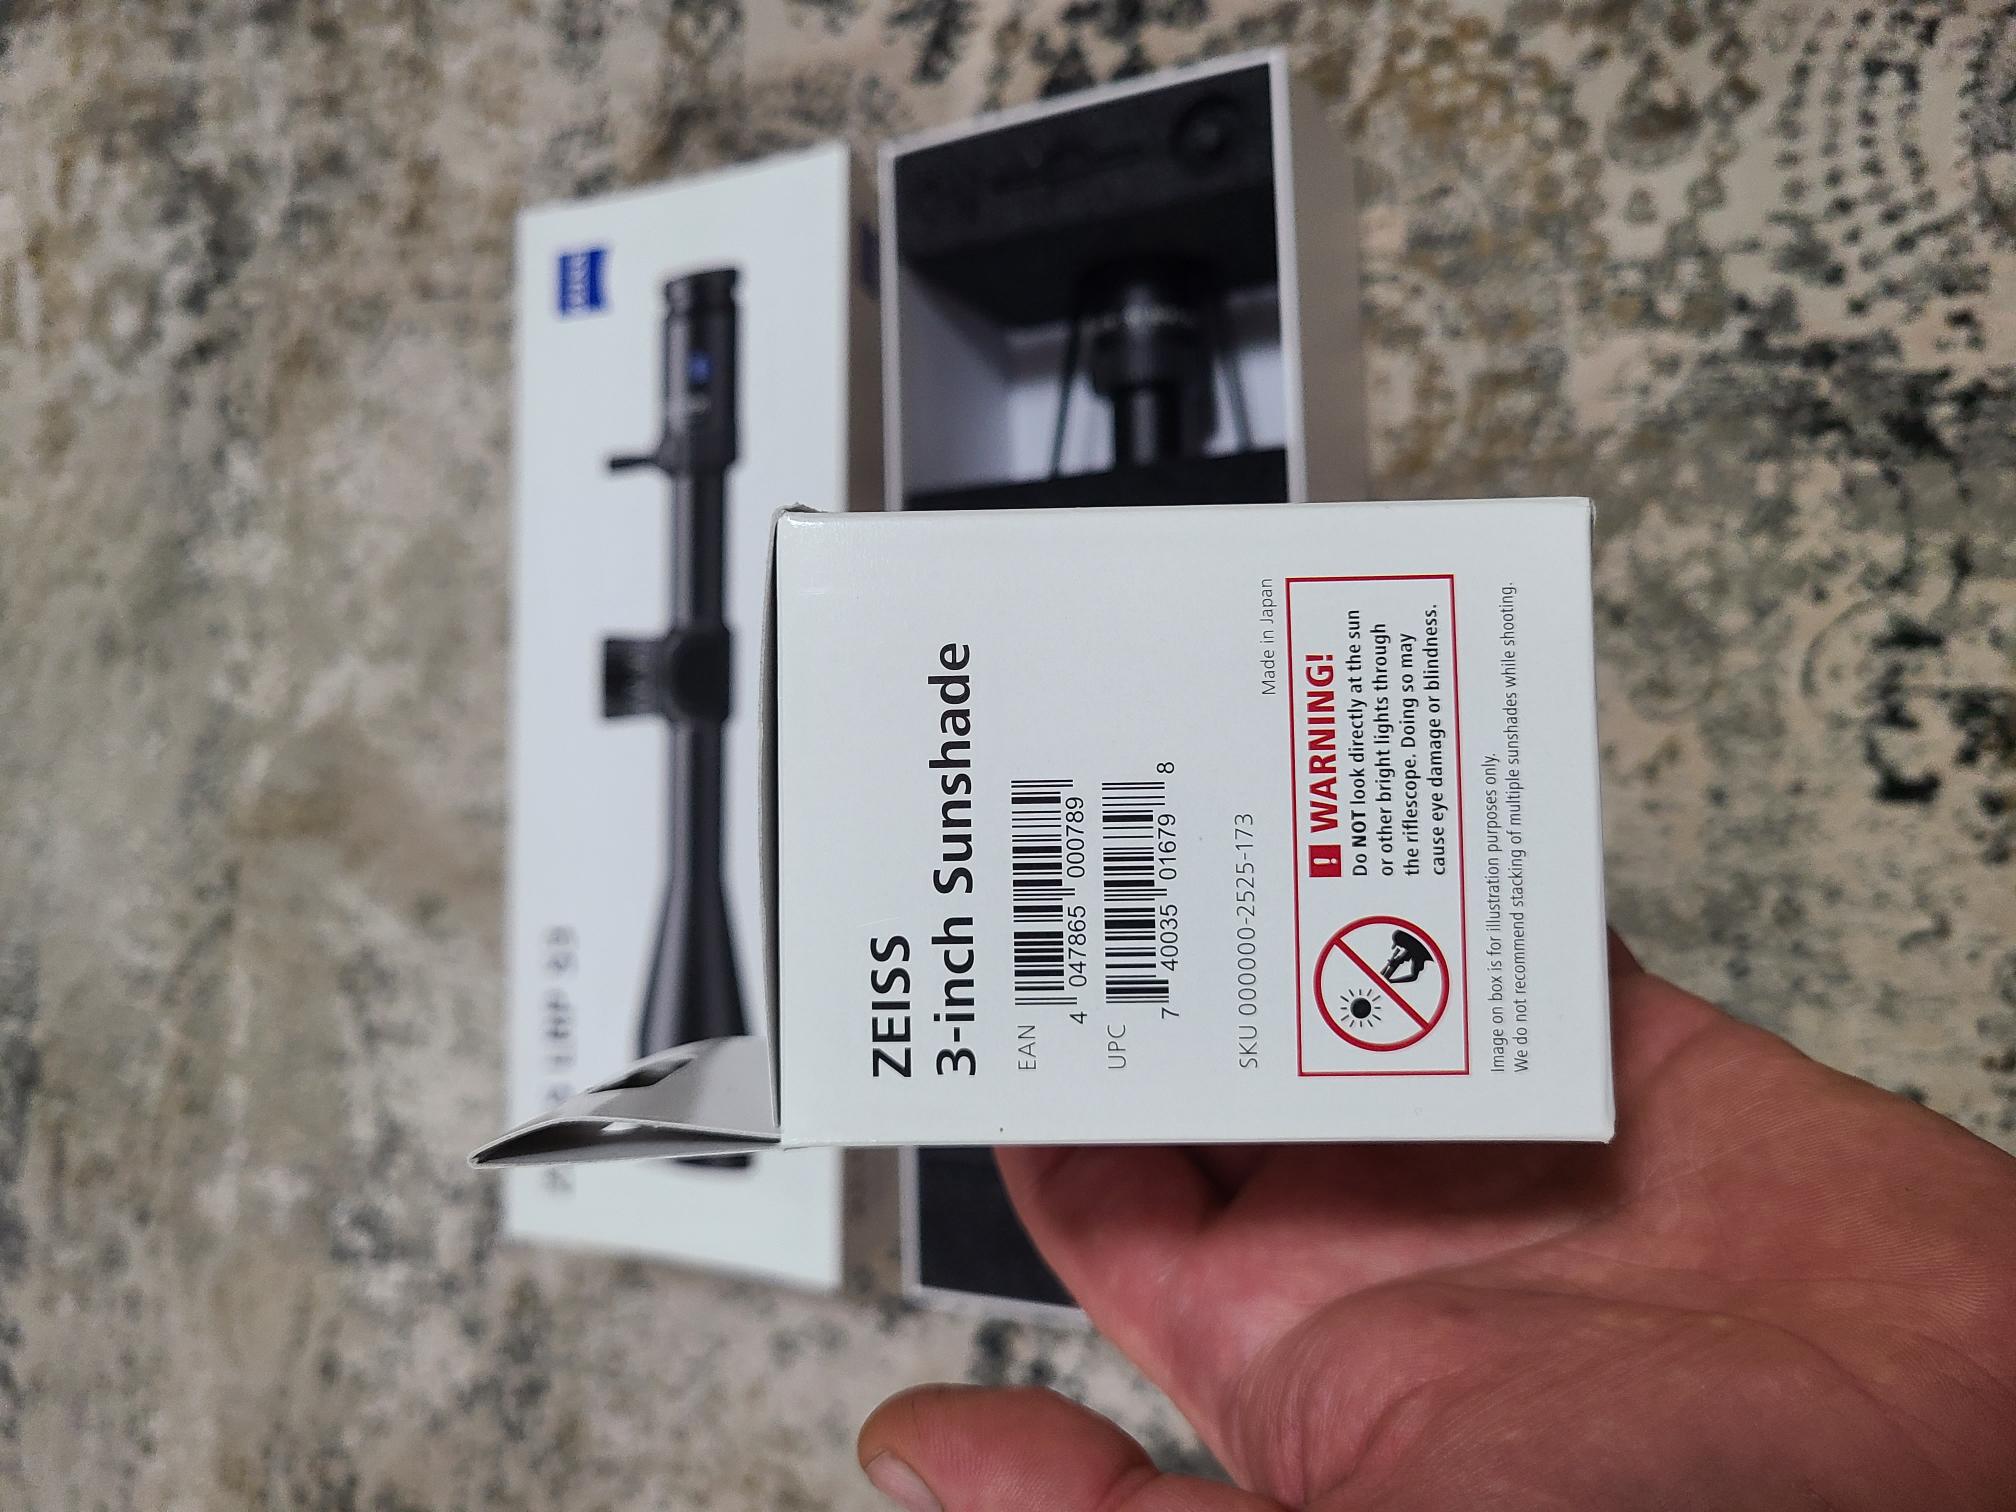 ZEISS
3-inch Sunshade
EAN
4 047865 000789
UPC
7 40035 01679 8
SKU 000000-2525-173
Made in Japan
! WARNING!
Do NOT look directly at the sun
or other bright lights through
the riflescope. Doing so may
cause eye damage or blindness.
Image on box is for illustration purposes only.
We do not recommend stacking of multiple sunshades while shooting.
ZEISS